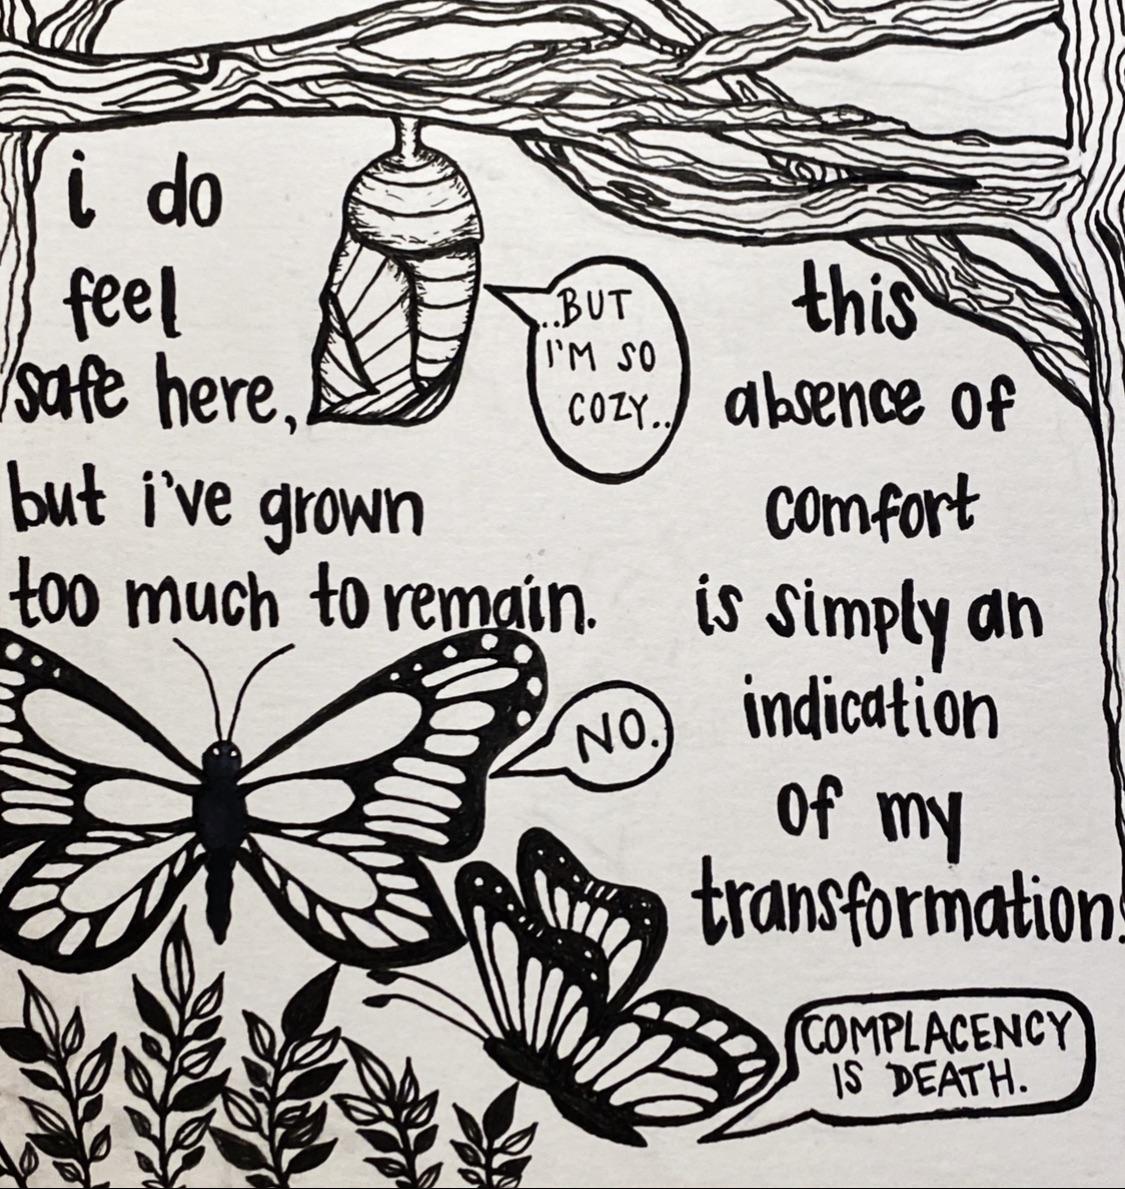 i do
feel
safe here,
but i've grown
too much to remain.
..BUT
I'M SO
COZY..
NO.
this
absence of
comfort
is simply an
indication
of my
transformation.
COMPLACENCY
IS DEATH.